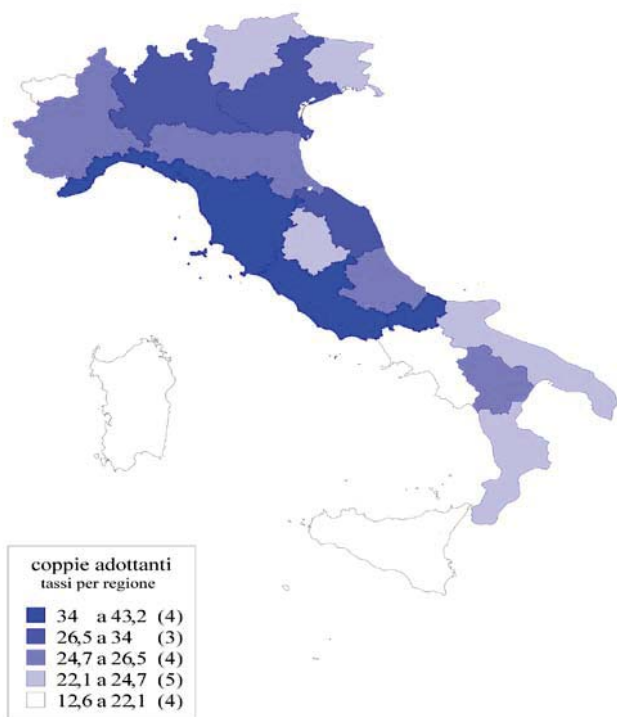 coppie adottanti
tassi per regione
34 a 43,2 (4)
26,5 a 34 (3)
24,7 a 26,5 (4)
22,1 a 24,7 (5)
12,6 a 22,1 (4)